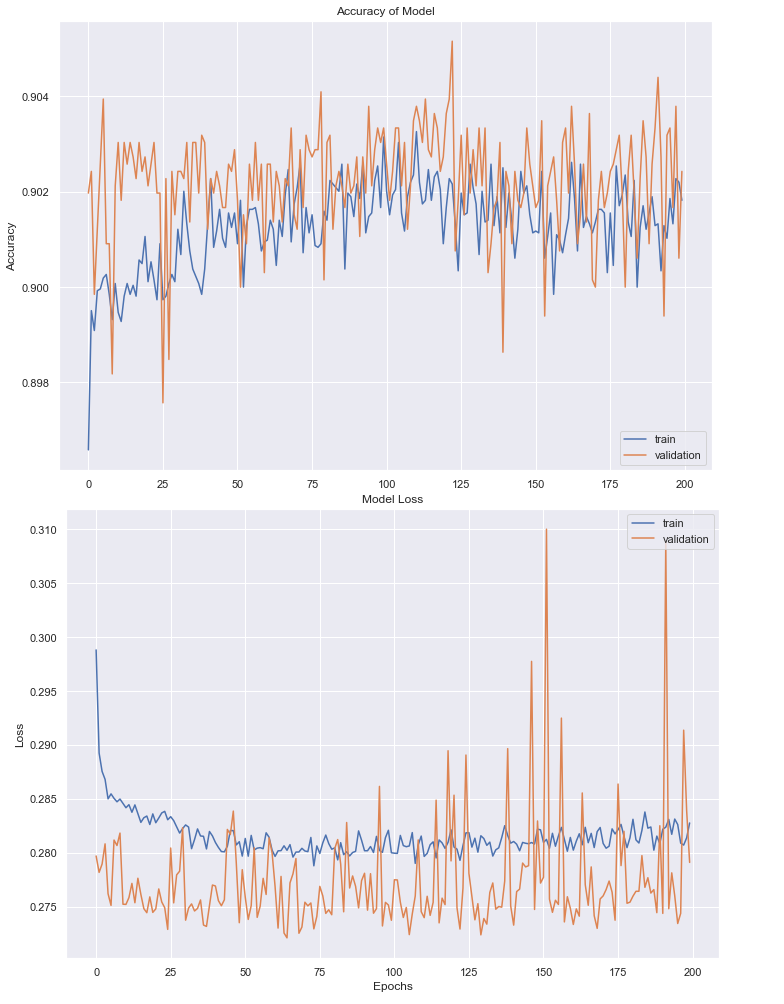 Accuracy of Model
0.904
0.902
0.900
0.898
Accuracy
train
validation
0 25 50 75 100 125 150 175 200
Model Loss
train
validation
0.310
0.305
0.300
0.295
0.290
0.285
0.280
0.275
Loss
0 25 50 75 100 125 150 175 200
Epochs